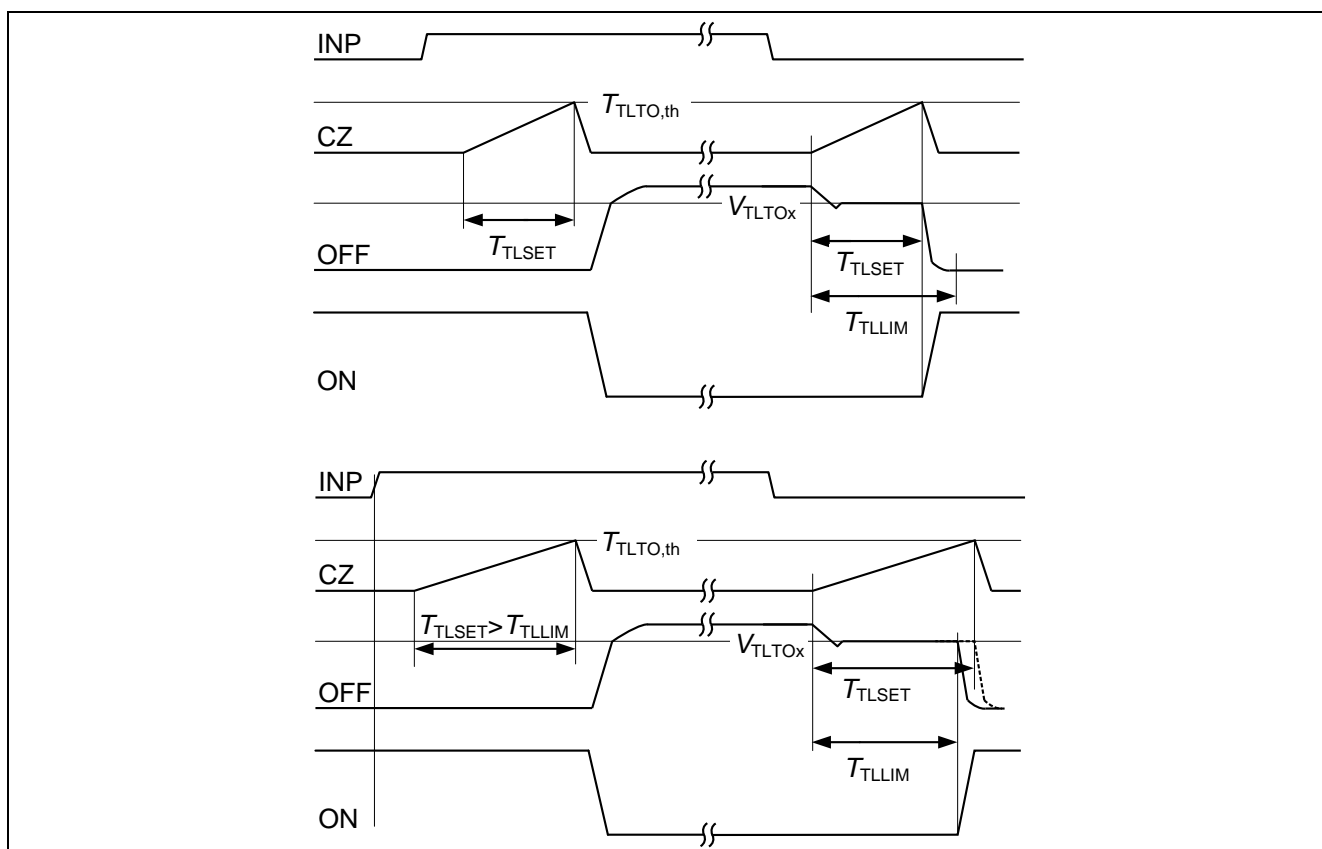 INP
T_TLTO,th
CZ
V_TLTOx
T_TLSET
T_TLSET
OFF
T_TLLIM
ON
INP
T_TLTO,th
CZ
T_TLSET> T_TLLIM
V_TLTOx
T_TLSET
OFF
T_TLLIM
ON